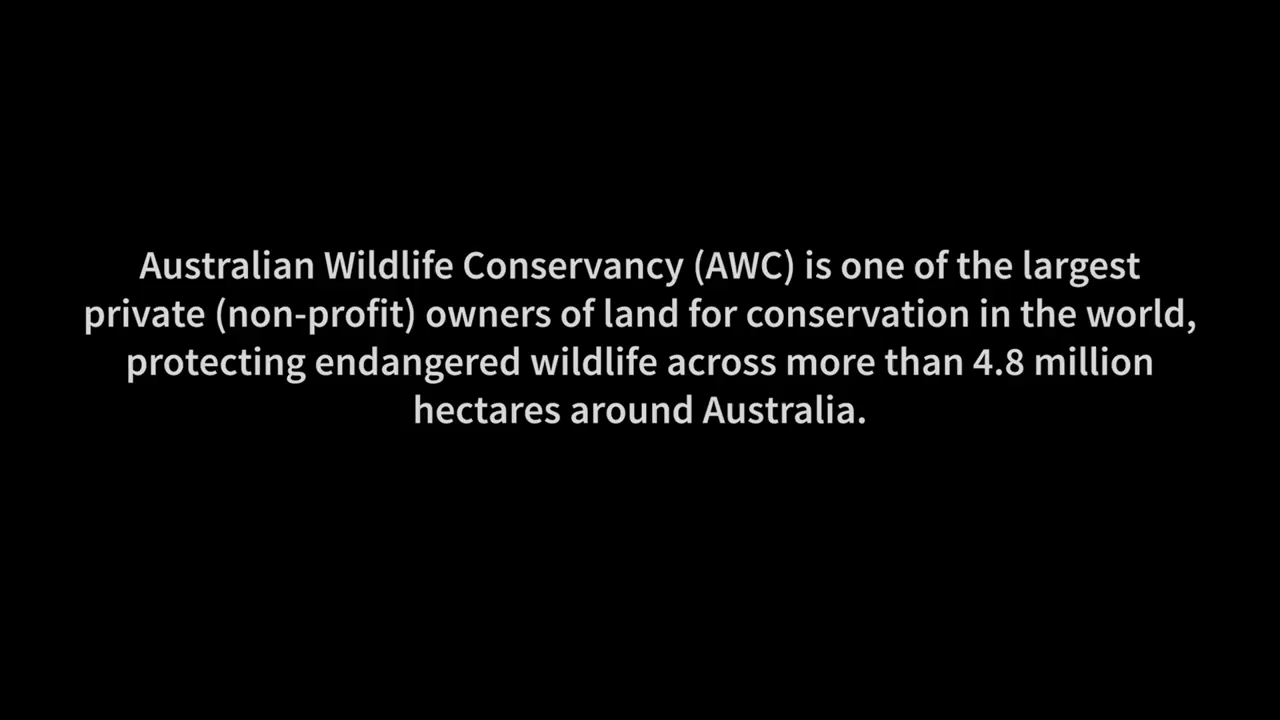 Australian Wildlife Conservancy (AWC) is one of the largest
private (non-profit) owners of land for conservation in the world,
protecting endangered wildlife across more than 4.8 million
hectares around Australia.